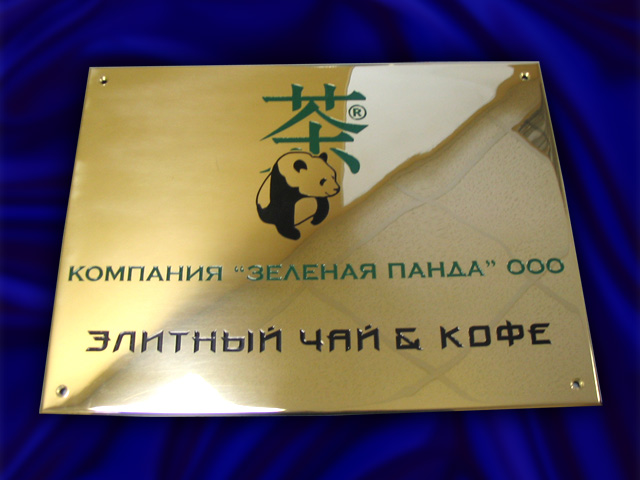 茶®
КОМПАНИЯ "ЗЕЛЕНАЯ ПАНДА" ООО
ЭЛИТНЫЙ ЧАЙ & КОФЕ